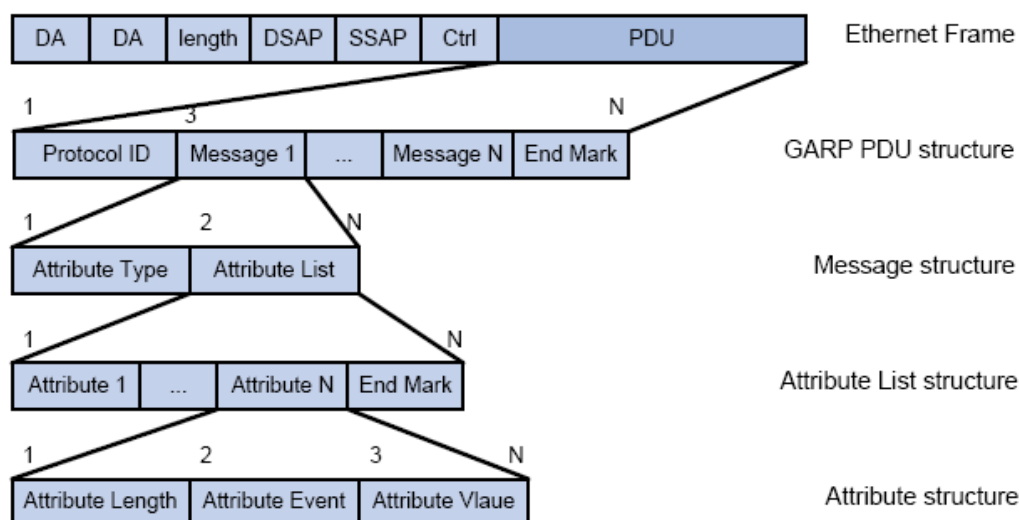 DA DA length DSAP SSAP Ctrl PDU Ethernet Frame
1 3 N
Protocol ID Message 1 ... Message N End Mark GARP PDU structure
1 2 N
Attribute Type Attribute List Message structure
1 N
Attribute 1 ... Attribute N End Mark Attribute List structure
1 2 3 N
Attribute Length Attribute Event Attribute Vlaue Attribute structure